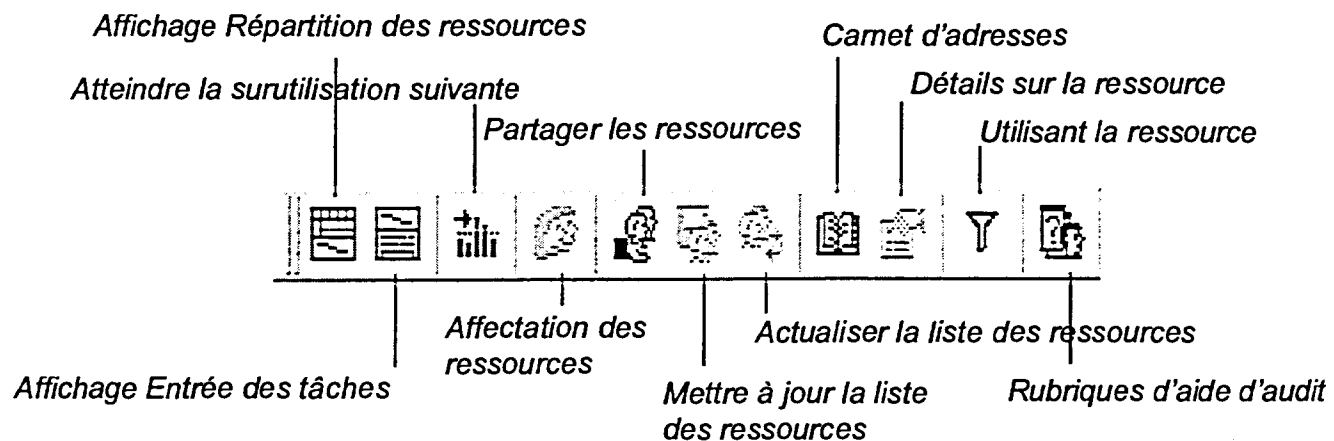 Affichage Répartition des ressources
Carnet d'adresses
Atteindre la surutilisation suivante
Détails sur la ressource
Partager les ressources
Utilisant la ressource
Affectation des
ressources
Actualiser la liste des ressources
Affichage Entrée des tâches
Mettre à jour la liste
des ressources
Rubriques d'aide d'audit